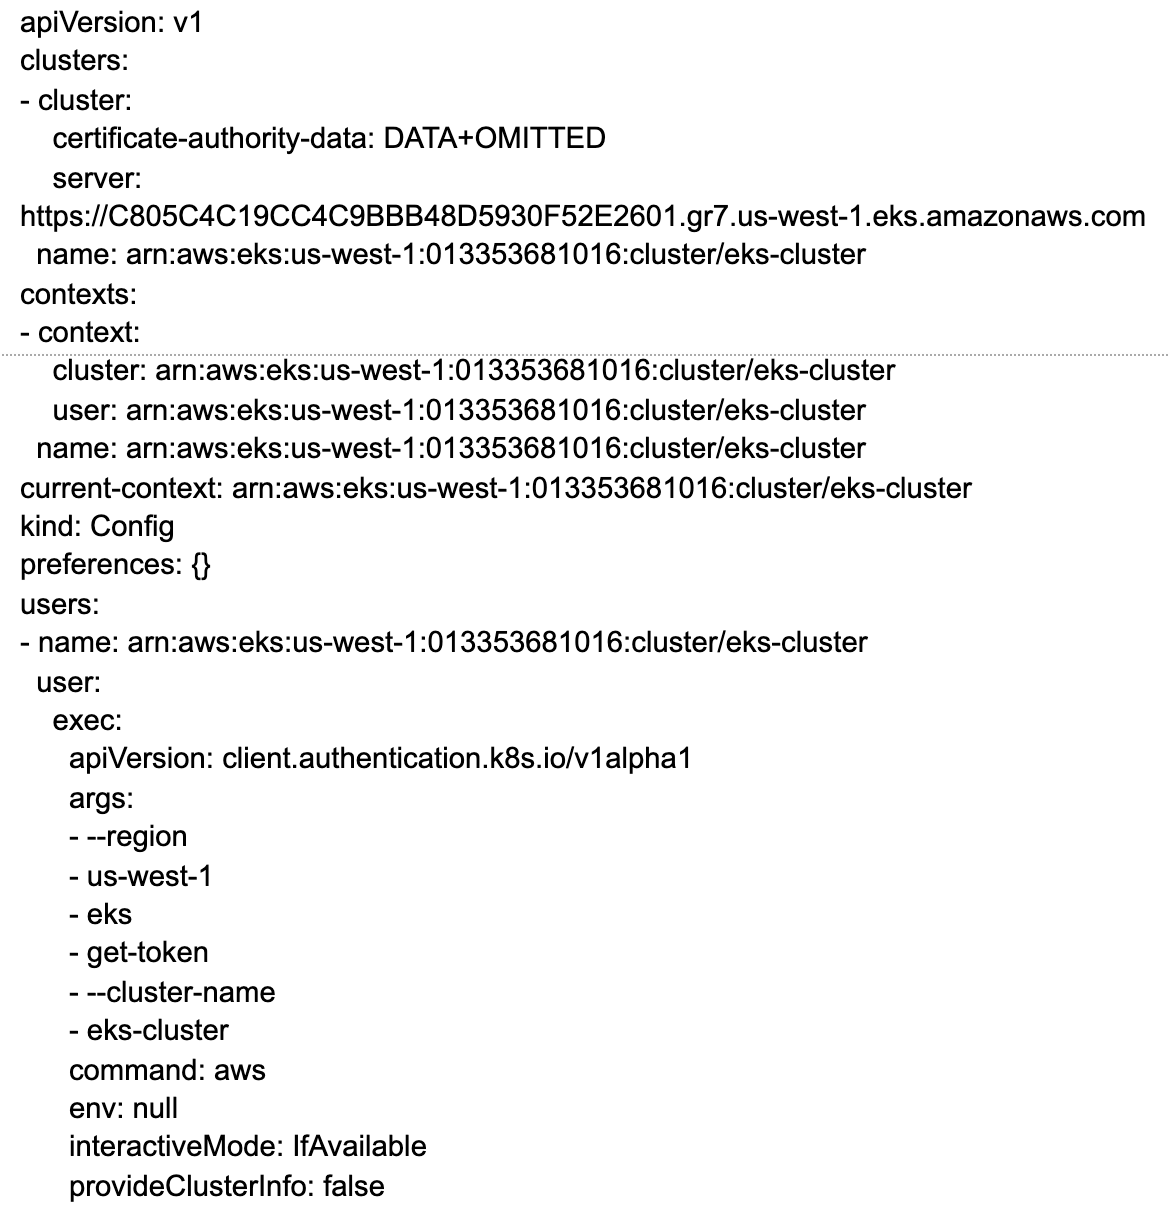 apiVersion: v1
clusters:
- cluster:
    certificate-authority-data: DATA+OMITTED
    server:
https://C805C4C19CC4C9BBB48D5930F52E2601.gr7.us-west-1.eks.amazonaws.com
  name: arn:aws:eks:us-west-1:013353681016:cluster/eks-cluster
contexts:
- context:
    cluster: arn:aws:eks:us-west-1:013353681016:cluster/eks-cluster
    user: arn:aws:eks:us-west-1:013353681016:cluster/eks-cluster
  name: arn:aws:eks:us-west-1:013353681016:cluster/eks-cluster
current-context: arn:aws:eks:us-west-1:013353681016:cluster/eks-cluster
kind: Config
preferences: {}
users:
- name: arn:aws:eks:us-west-1:013353681016:cluster/eks-cluster
  user:
    exec:
      apiVersion: client.authentication.k8s.io/v1alpha1
      args:
      - --region
      - us-west-1
      - eks
      - get-token
      - --cluster-name
      - eks-cluster
      command: aws
      env: null
      interactiveMode: IfAvailable
      provideClusterInfo: false